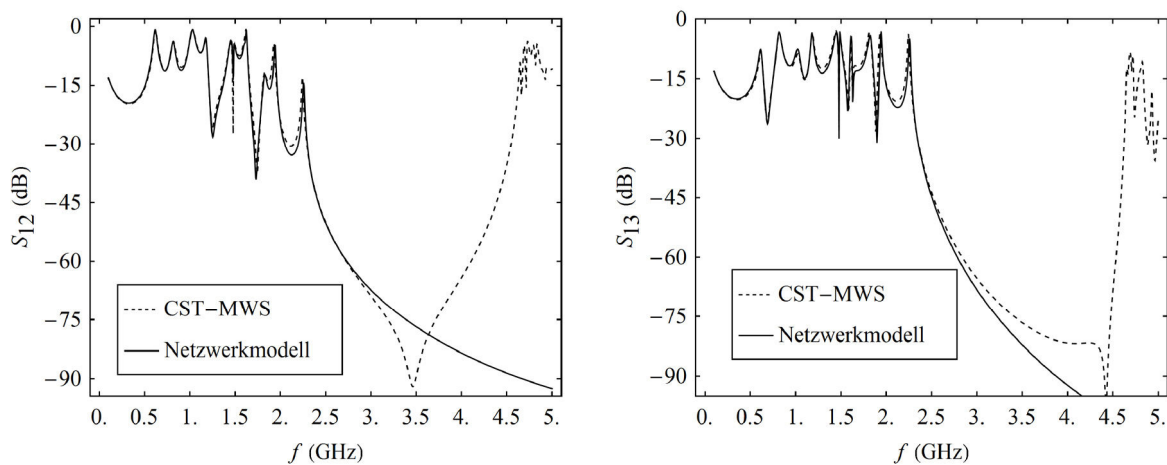 0
−15
−30
−45
−60
−75
−90
S12 (dB)
CST−MWS
Netzwerkmodell
0. 0.5 1. 1.5 2. 2.5 3. 3.5 4. 4.5 5.
f (GHz)
0
−15
−30
−45
−60
−75
−90
S13 (dB)
CST−MWS
Netzwerkmodell
0. 0.5 1. 1.5 2. 2.5 3. 3.5 4. 4.5 5.
f (GHz)